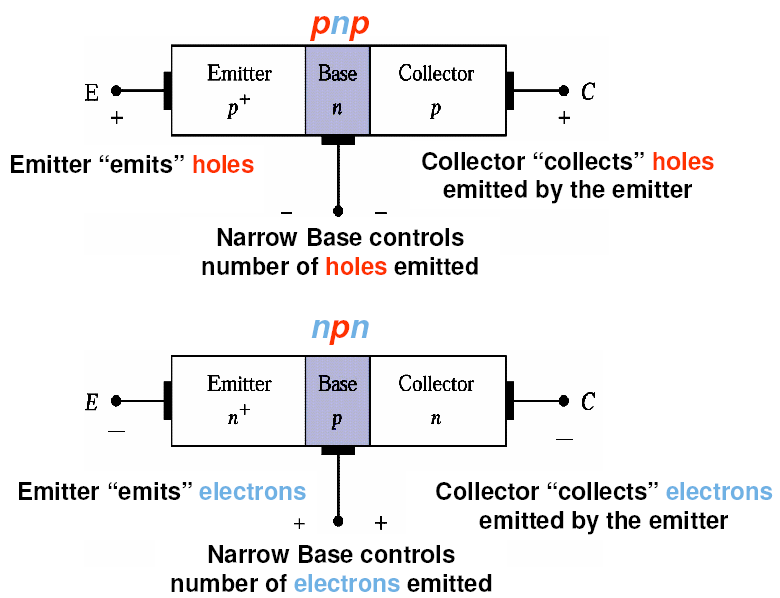 pnp
Emitter Base Collector
E p+ n p C
+ +
Emitter “emits” holes
Collector “collects” holes
emitted by the emitter
– –
Narrow Base controls
number of holes emitted
npn
Emitter Base Collector
E n+ p n C
— —
Emitter “emits” electrons
Collector “collects” electrons
emitted by the emitter
+ +
Narrow Base controls
number of electrons emitted